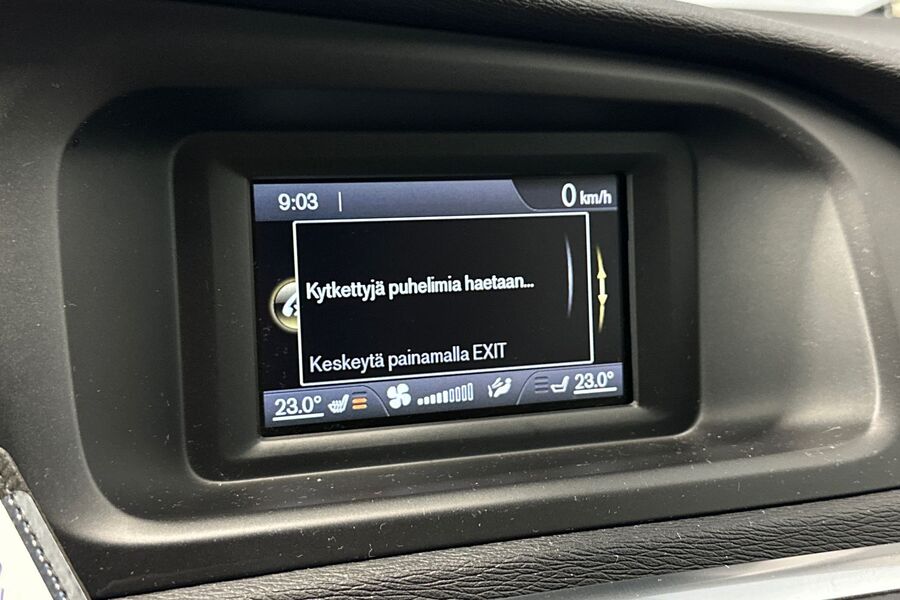 9:03
0 km/h
Kytkettyjä puhelimia haetaan...
Keskeytä painamalla EXIT
23.0° 23.0°